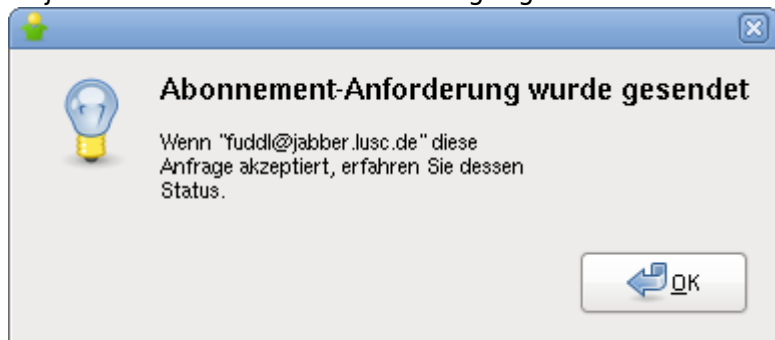 Abonnement-Anforderung wurde gesendet
Wenn "fuddl@jabber.lusc.de" diese
Anfrage akzeptiert, erfahren Sie dessen
Status.
OK